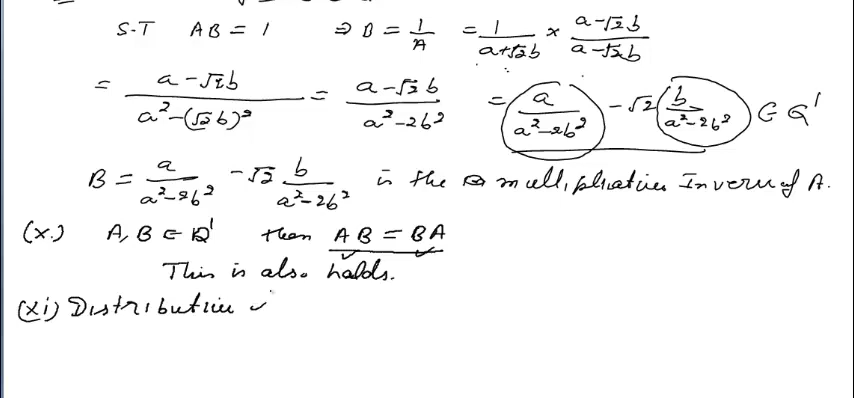 S.T AB = 1 ⇒ B = 1/A = 1/(a+√2b) × (a-√2b)/(a-√2b)
= (a-√2b)/(a²-(√2b)²) = (a-√2b)/(a²-2b²) = a/(a²-2b²) -√2 b/(a²-2b²) ∈ Q'
B = a/(a²-2b²) -√2 b/(a²-2b²) is the multiplicative Inverse of A.
(x.) A, B ∈ Q' then AB = BA
This is also holds.
(xi) Distributive ✓